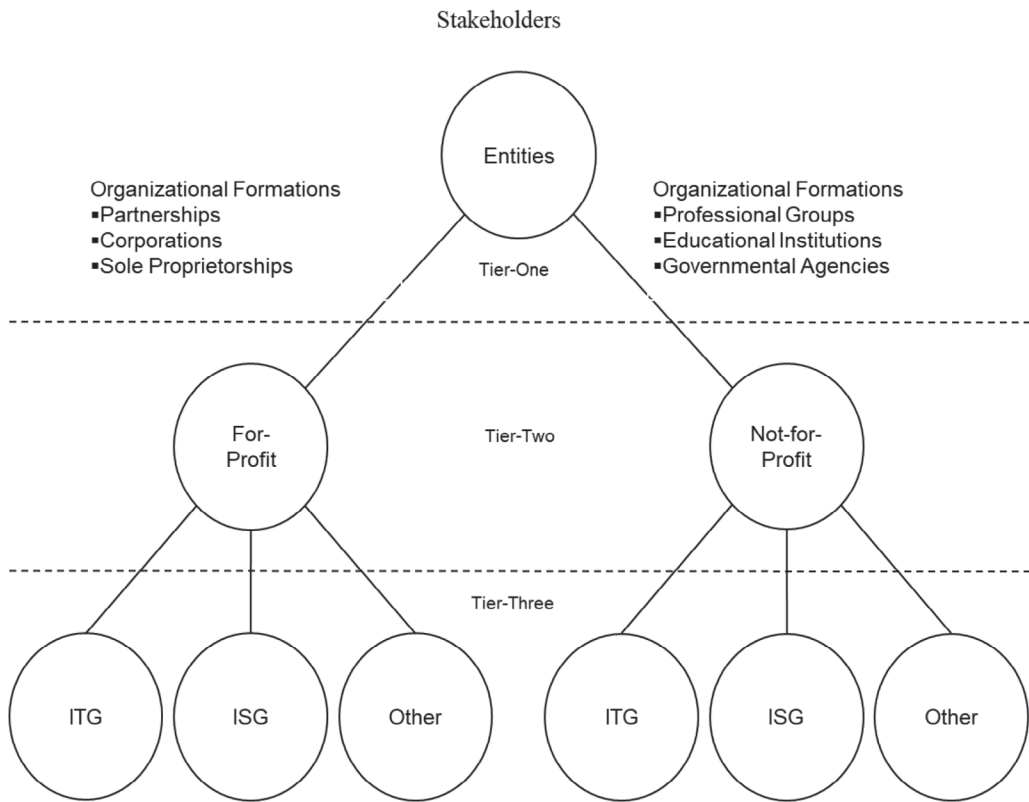 Stakeholders
Entities
Organizational Formations
▪Partnerships
▪Corporations
▪Sole Proprietorships
Organizational Formations
▪Professional Groups
▪Educational Institutions
▪Governmental Agencies
Tier-One
For-
Profit
Tier-Two
Not-for-
Profit
Tier-Three
ITG
ISG
Other
ITG
ISG
Other